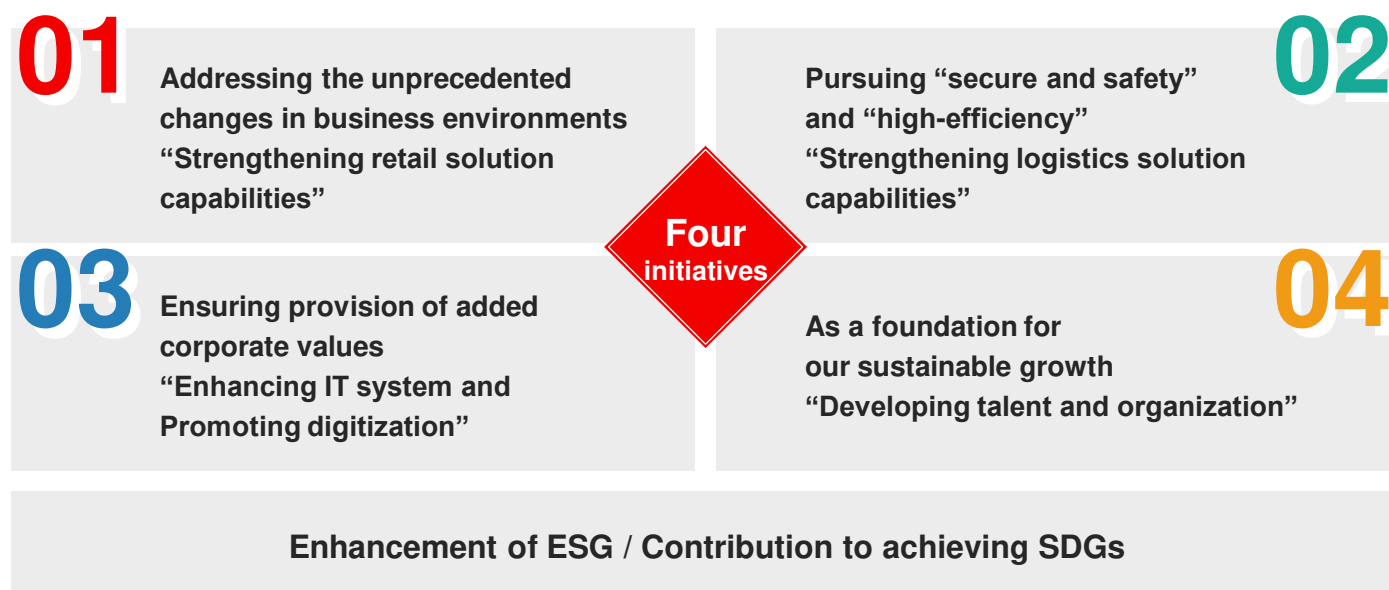 01
Addressing the unprecedented
changes in business environments
“Strengthening retail solution
capabilities”
02
Pursuing “secure and safety”
and “high-efficiency”
“Strengthening logistics solution
capabilities”
Four
initiatives
03
Ensuring provision of added
corporate values
“Enhancing IT system and
Promoting digitization”
04
As a foundation for
our sustainable growth
“Developing talent and organization”
Enhancement of ESG / Contribution to achieving SDGs